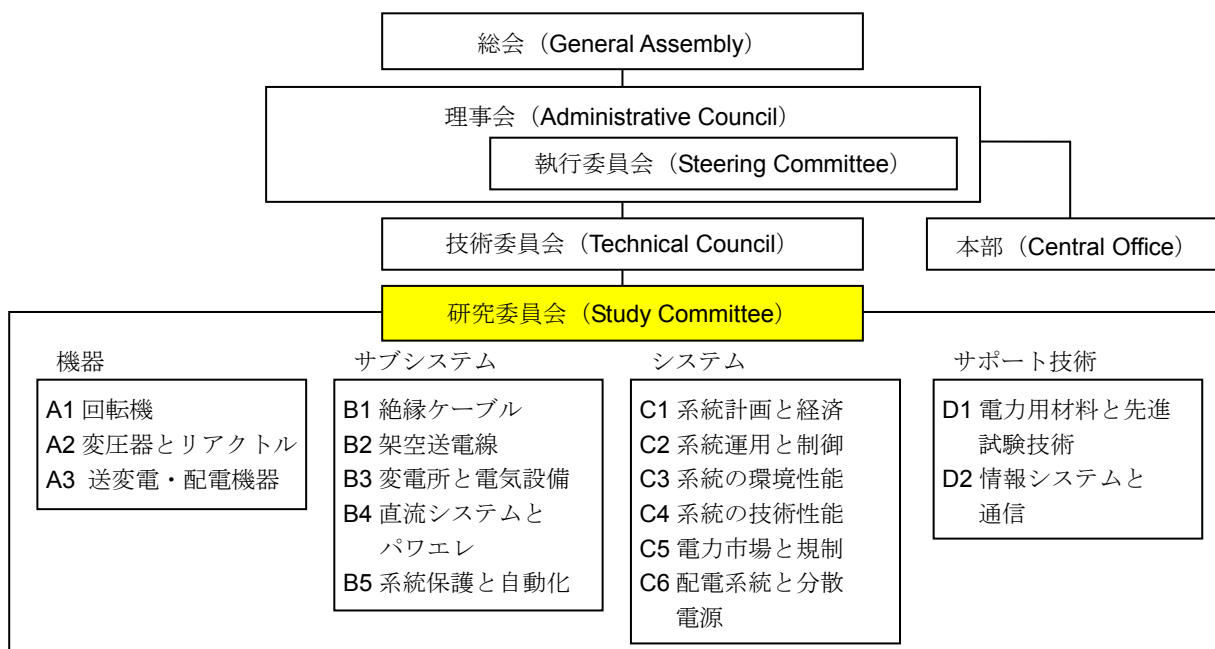 総会（General Assembly）
理事会（Administrative Council）
執行委員会（Steering Committee）
技術委員会（Technical Council）
本部（Central Office）
研究委員会（Study Committee）
機器
A1 回転機
A2 変圧器とリアクトル
A3 送変電・配電機器
サブシステム
B1 絶縁ケーブル
B2 架空送電線
B3 変電所と電気設備
B4 直流システムと
パワエレ
B5 系統保護と自動化
システム
C1 系統計画と経済
C2 系統運用と制御
C3 系統の環境性能
C4 系統の技術性能
C5 電力市場と規制
C6 配電系統と分散
電源
サポート技術
D1 電力用材料と先進
試験技術
D2 情報システムと
通信